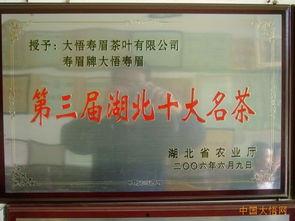 授予：大悟寿眉茶叶有限公司
寿眉牌大悟寿眉
第三届湖北十大名茶
湖北省农业厅
二〇〇六年六月九日
中国大悟网